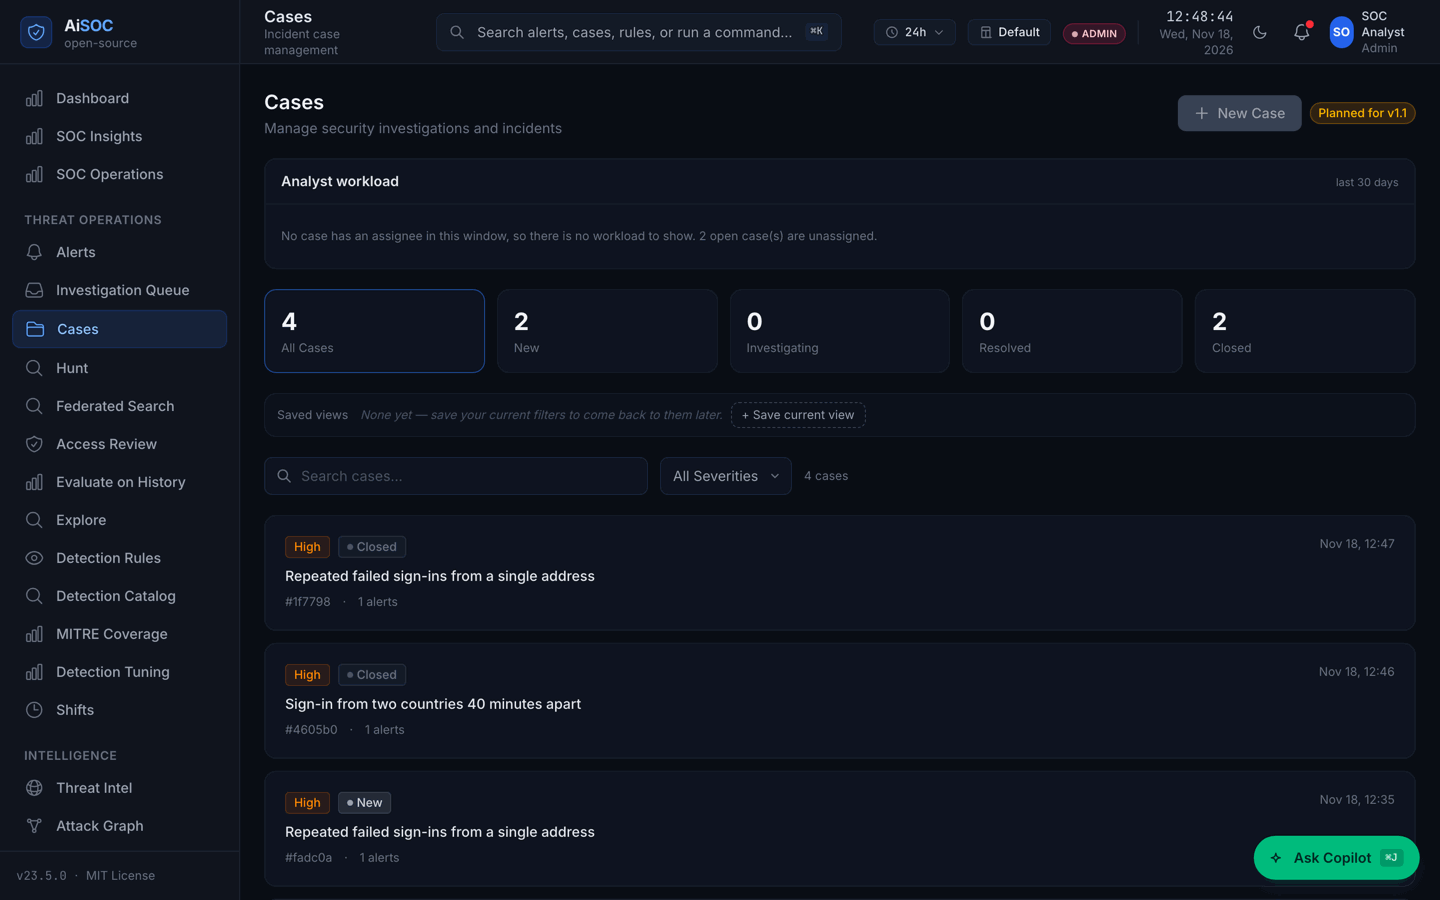 AiSOC
open-source
Cases
Incident case
management
Search alerts, cases, rules, or run a command... ⌘K
24h
Default
ADMIN
12:48:44
Wed, Nov 18,
2026
SO
SOC
Analyst
Admin
Dashboard
SOC Insights
SOC Operations
THREAT OPERATIONS
Alerts
Investigation Queue
Cases
Hunt
Federated Search
Access Review
Evaluate on History
Explore
Detection Rules
Detection Catalog
MITRE Coverage
Detection Tuning
Shifts
INTELLIGENCE
Threat Intel
Attack Graph
v23.5.0 · MIT License
Cases
Manage security investigations and incidents
+ New Case
Planned for v1.1
Analyst workload
last 30 days
No case has an assignee in this window, so there is no workload to show. 2 open case(s) are unassigned.
4
All Cases
2
New
0
Investigating
0
Resolved
2
Closed
Saved views None yet — save your current filters to come back to them later. + Save current view
Search cases...
All Severities
4 cases
High Closed
Nov 18, 12:47
Repeated failed sign-ins from a single address
#1f7798 · 1 alerts
High Closed
Nov 18, 12:46
Sign-in from two countries 40 minutes apart
#4605b0 · 1 alerts
High New
Nov 18, 12:35
Repeated failed sign-ins from a single address
#fadc0a · 1 alerts
Ask Copilot ⌘J